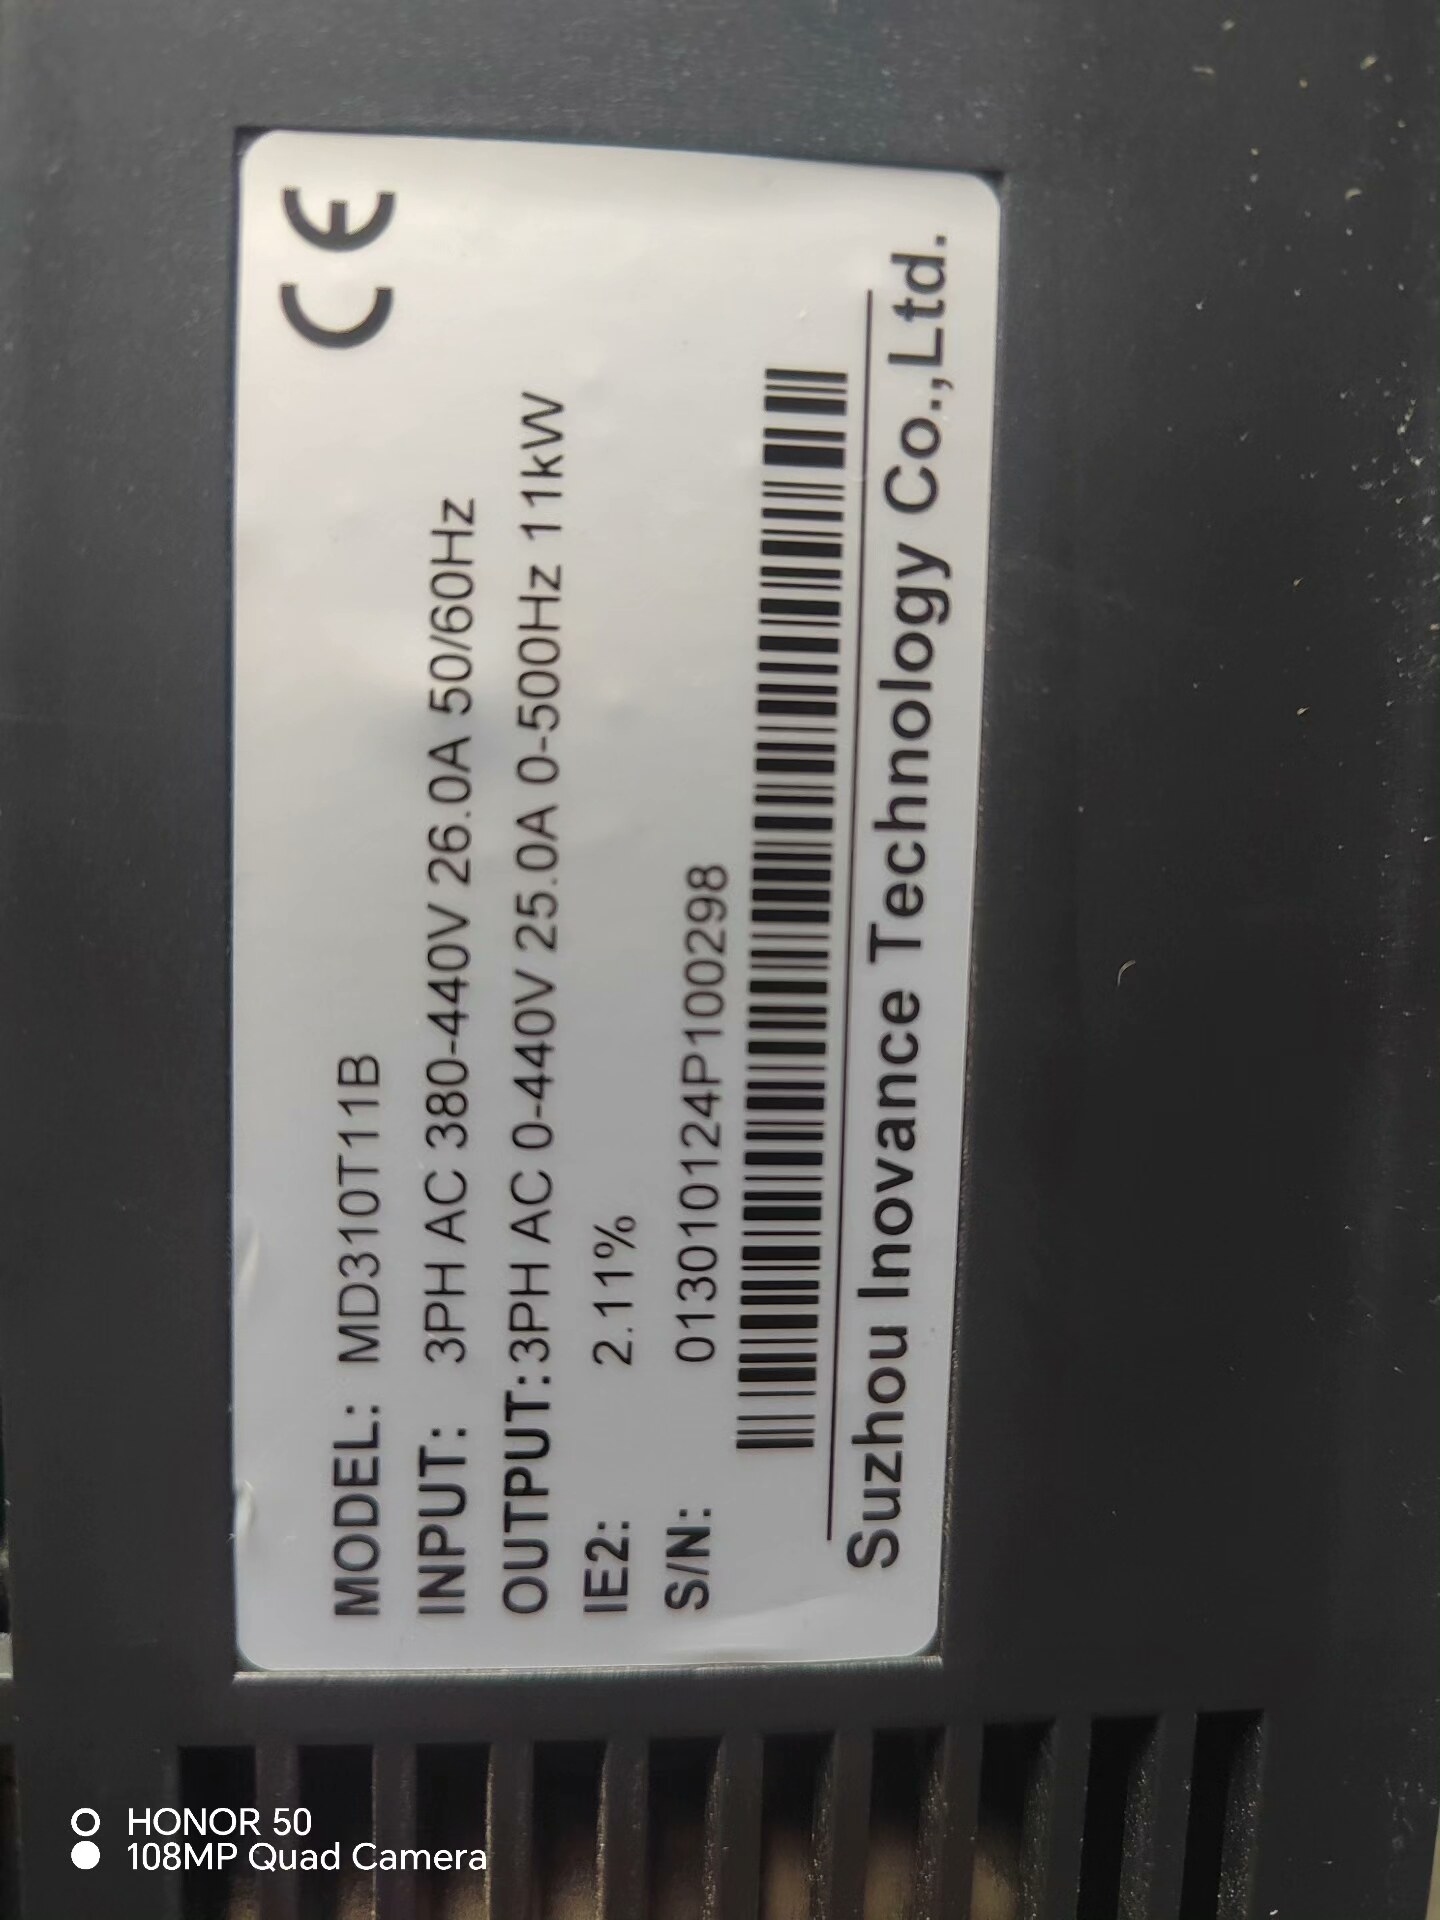 CE
MODEL: MD310T11B
INPUT: 3PH AC 380-440V 26.0A 50/60Hz
OUTPUT:3PH AC 0-440V 25.0A 0-500Hz 11kW
IE2: 2.11%
S/N: 01301024P100298
Suzhou Inovance Technology Co.,Ltd.
HONOR 50
108MP Quad Camera